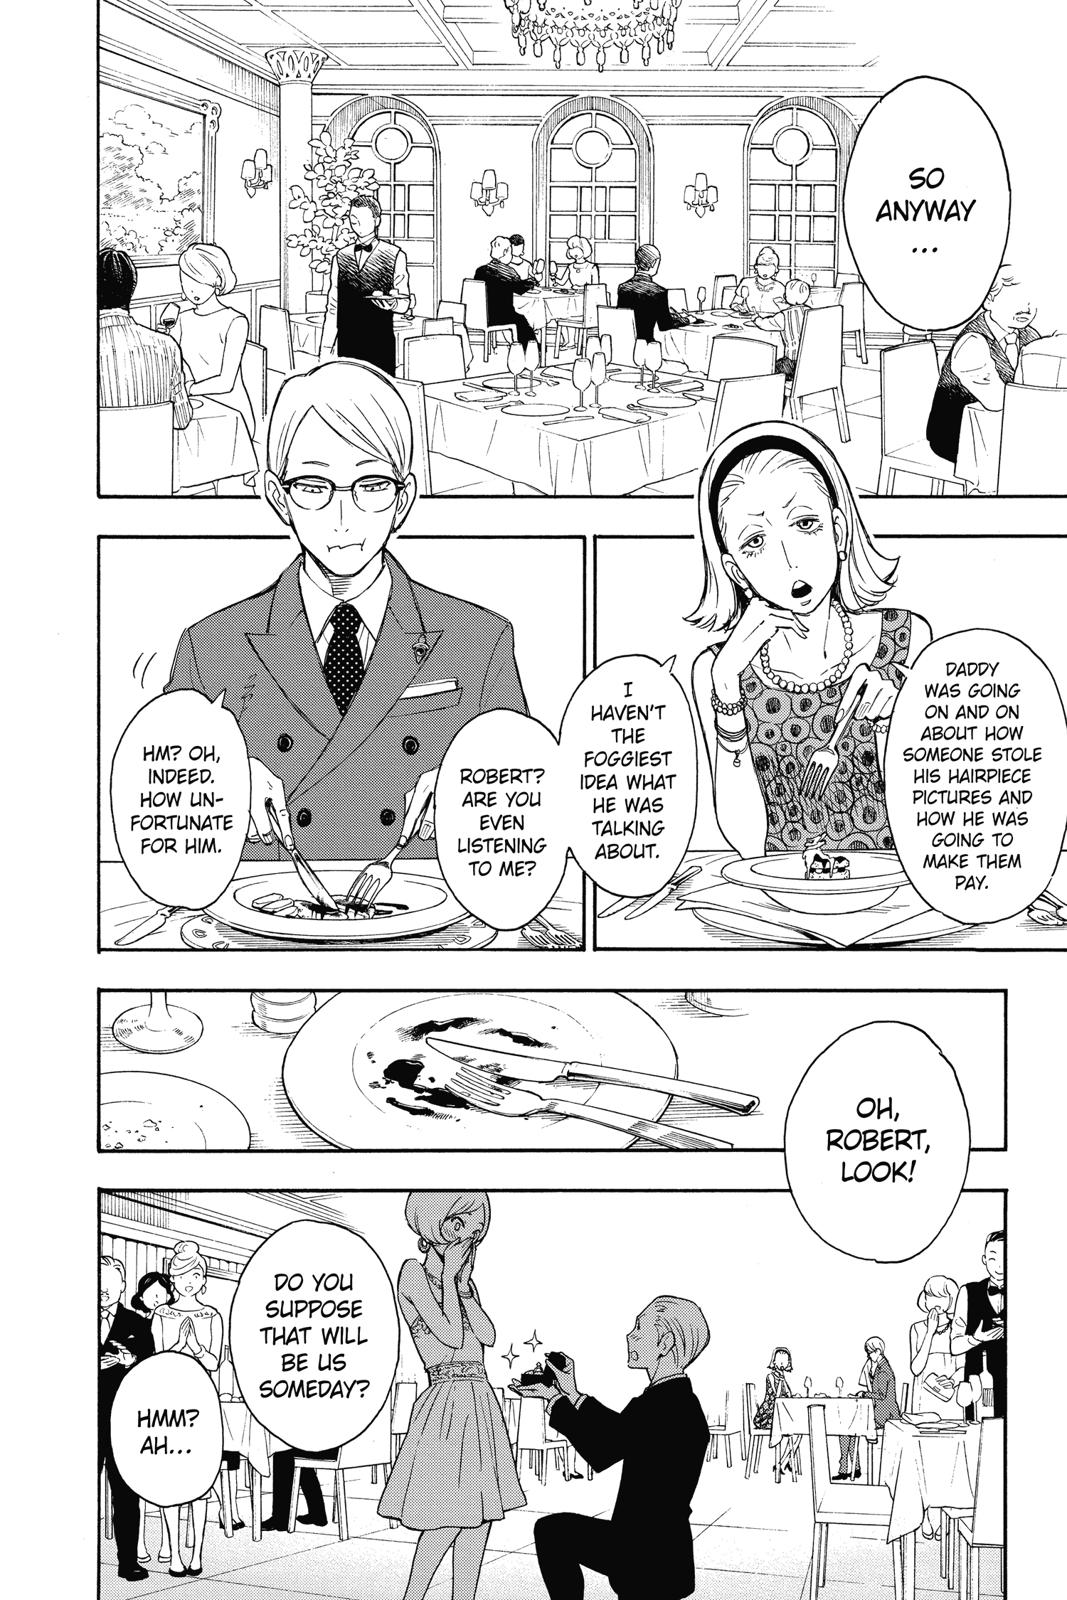 SO
ANYWAY
...
DADDY
WAS GOING
ON AND ON
ABOUT HOW
SOMEONE STOLE
HIS HAIRPIECE
PICTURES AND
HOW HE WAS
GOING TO
MAKE THEM
PAY.
I
HAVEN'T
THE
FOGGIEST
IDEA WHAT
HE WAS
TALKING
ABOUT.
ROBERT?
ARE YOU
EVEN
LISTENING
TO ME?
HM? OH,
INDEED.
HOW UN-
FORTUNATE
FOR HIM.
OH,
ROBERT,
LOOK!
DO YOU
SUPPOSE
THAT WILL
BE US
SOMEDAY?
HMM?
AH...